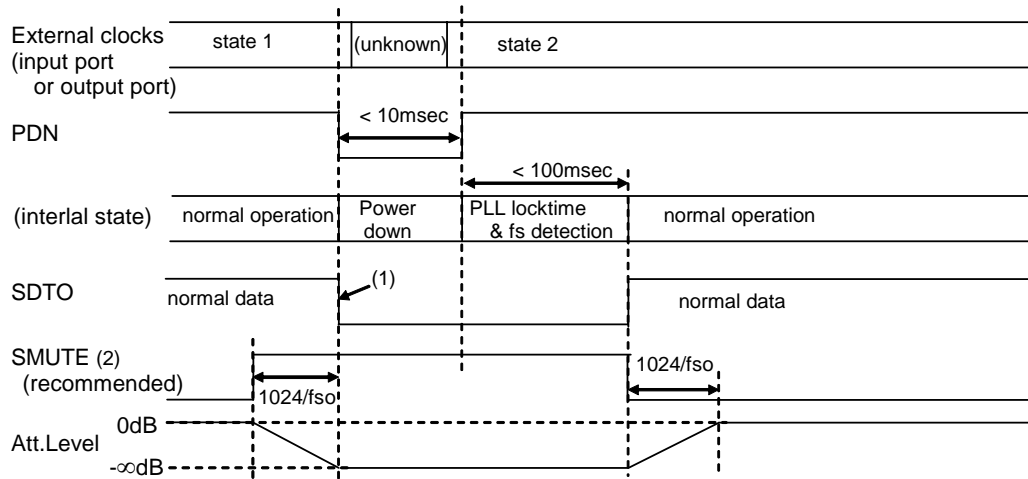 External clocks
(input port
or output port)
state 1
(unknown)
state 2
PDN
< 10msec
< 100msec
(interlal state)
normal operation
Power
down
PLL locktime
& fs detection
normal operation
SDTO
normal data
(1)
normal data
SMUTE (2)
(recommended)
1024/fso
1024/fso
Att.Level
0dB
-∞dB